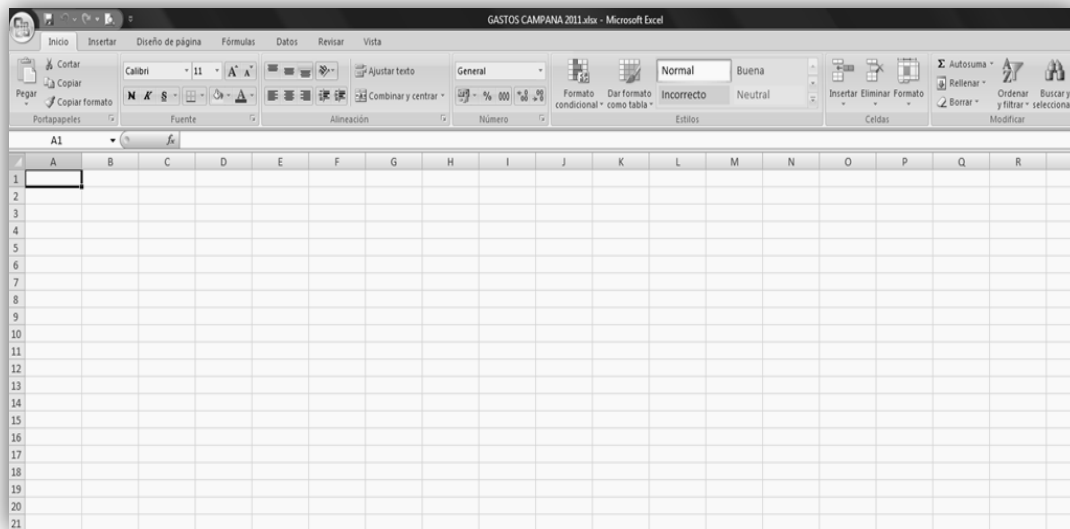 GASTOS CAMPANA 2011.xlsx - Microsoft Excel
Inicio Insertar Diseño de página Fórmulas Datos Revisar Vista
Pegar
Cortar
Copiar
Copiar formato
Portapapeles
Calibri 11 A A
N K S A
Fuente
Ajustar texto
Combinar y centrar
Alineación
General
% 000
Número
Formato condicional
Dar formato como tabla
Normal Buena
Incorrecto Neutral
Estilos
Insertar Eliminar Formato
Celdas
Σ Autosuma
Rellenar
Borrar
Ordenar y filtrar
Buscar y selecciona
Modificar
A1 fx
A B C D E F G H I J K L M N O P Q R
1
2
3
4
5
6
7
8
9
10
11
12
13
14
15
16
17
18
19
20
21